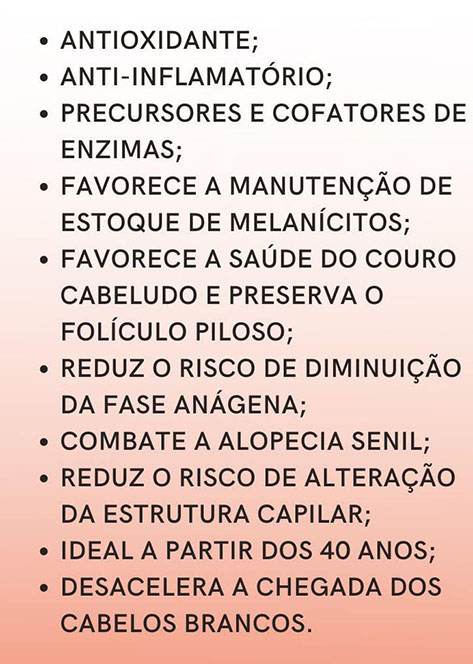 • ANTIOXIDANTE;
• ANTI-INFLAMATÓRIO;
• PRECURSORES E COFATORES DE
ENZIMAS;
• FAVORECE A MANUTENÇÃO DE
ESTOQUE DE MELANÍCITOS;
• FAVORECE A SAÚDE DO COURO
CABELUDO E PRESERVA O
FOLÍCULO PILOSO;
• REDUZ O RISCO DE DIMINUIÇÃO
DA FASE ANÁGENA;
• COMBATE A ALOPECIA SENIL;
• REDUZ O RISCO DE ALTERAÇÃO
DA ESTRUTURA CAPILAR;
• IDEAL A PARTIR DOS 40 ANOS;
• DESACELERA A CHEGADA DOS
CABELOS BRANCOS.